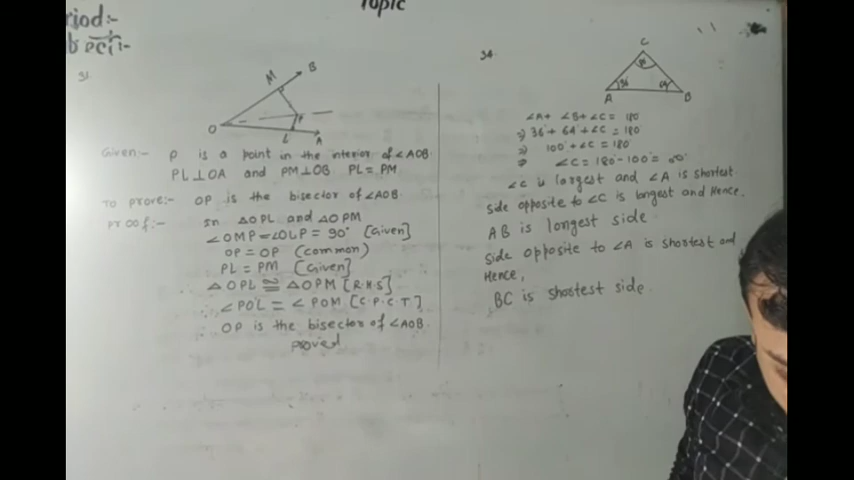 Topic
riod:-
bject:-
31.
M
B
O
P
L
A
Given:- P is a point in the interior of ∠AOB.
PL⊥OA and PM⊥OB PL = PM
To prove:- OP is the bisector of ∠AOB.
Proof:- In △OPL and △OPM
∠OMP = ∠OLP = 90° [Given]
OP = OP (common)
PL = PM [Given]
△OPL ≅ △OPM [R.H.S]
∠POL = ∠POM [C.P.C.T]
OP is the bisector of ∠AOB
proved
34.
C
36
64
A
B
∠A + ∠B + ∠C = 180
⇒ 36° + 64° + ∠C = 180
⇒ 100° + ∠C = 180
⇒ ∠C = 180 - 100° = 80°
∠C is largest and ∠A is shortest
side opposite to ∠C is longest and Hence,
AB is longest side
side opposite to ∠A is shortest and
Hence,
BC is shortest side.